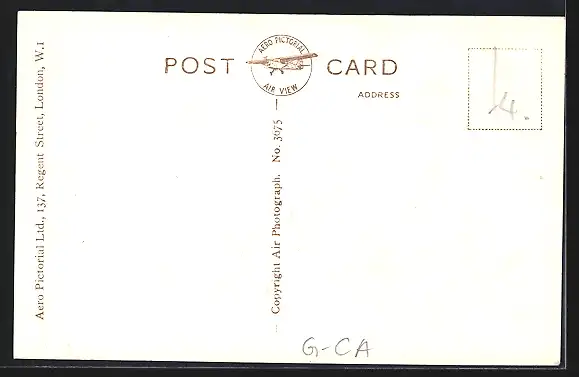 POST CARD
AERO PICTORIAL
AIR VIEW
ADDRESS
4.
Aero Pictorial Ltd., 137, Regent Street, London, W.1
Copyright Air Photograph. No. 3975
G-CA